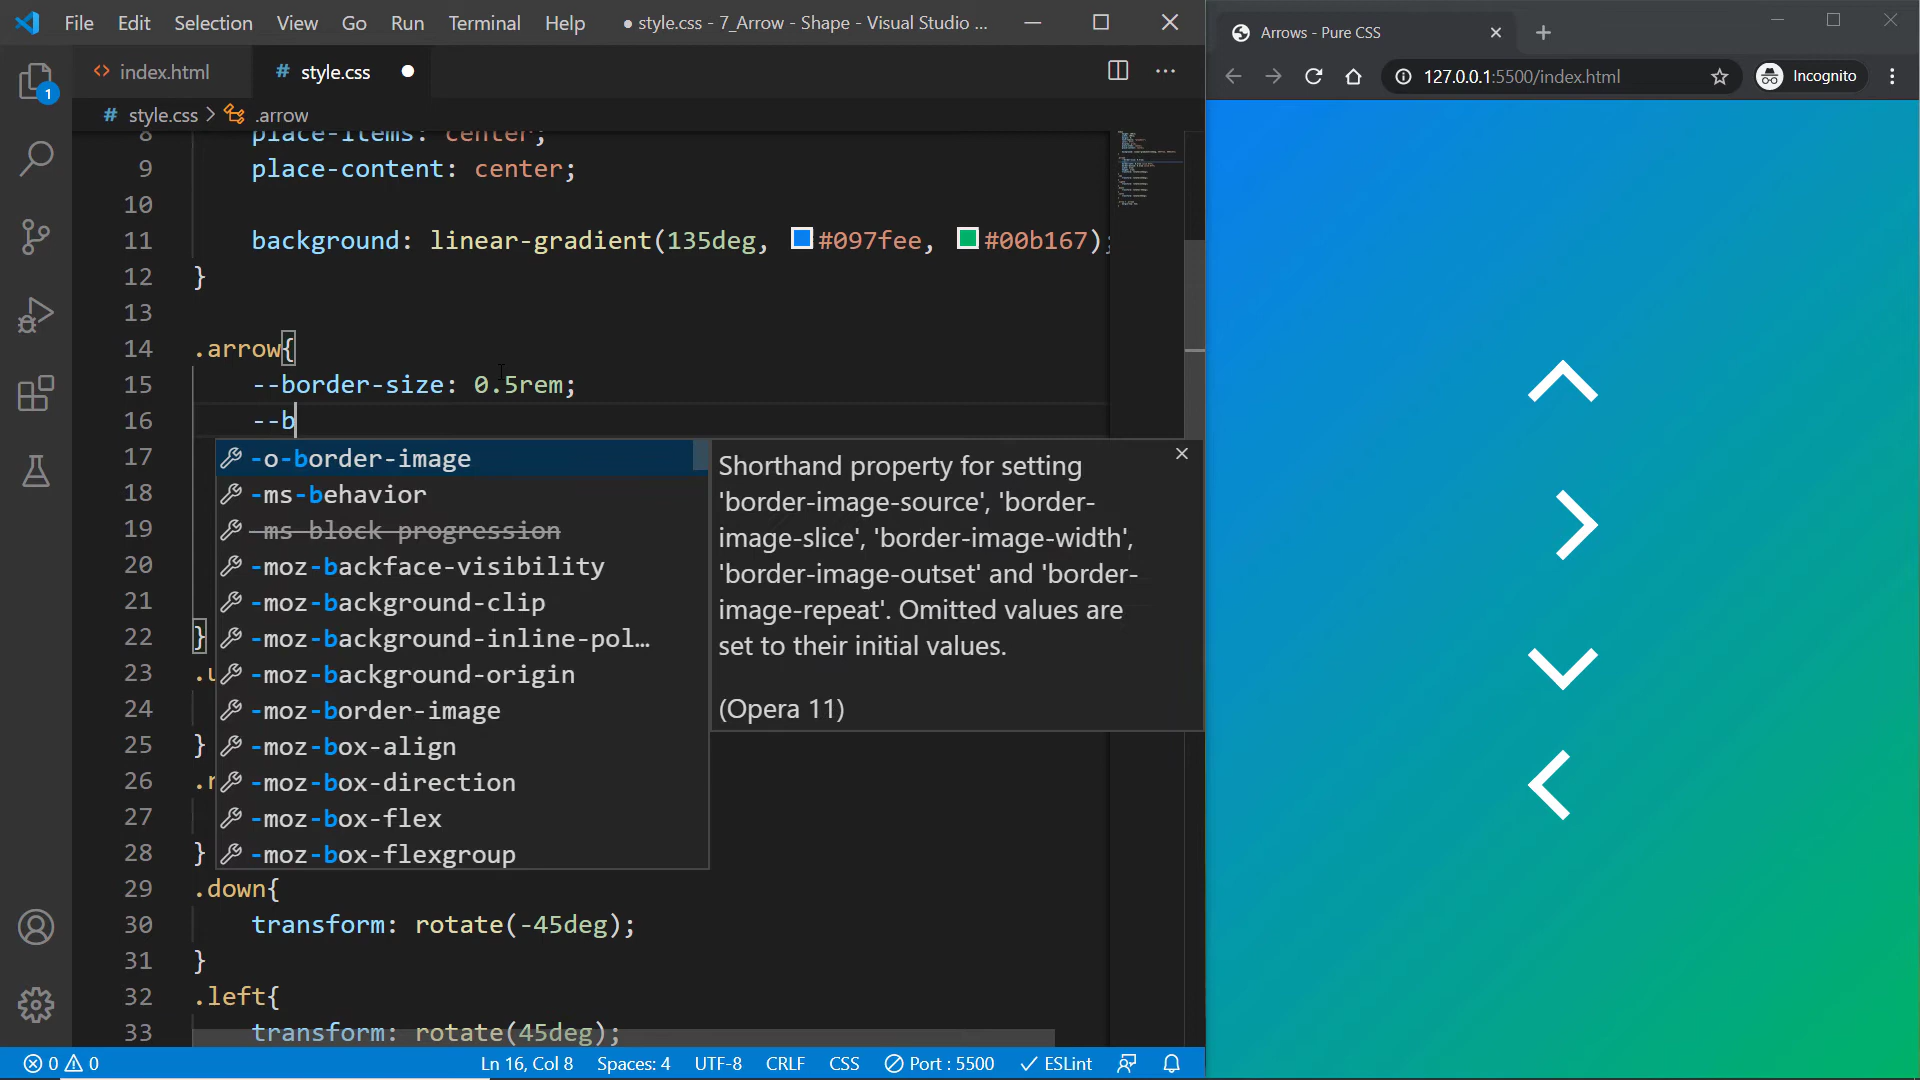 File Edit Selection View Go Run Terminal Help ● style.css - 7_Arrow - Shape - Visual Studio ...
1
<> index.html # style.css ●
# style.css > .arrow
8 place-items: center;
9 place-content: center;
10
11 background: linear-gradient(135deg, #097fee, #00b167);
12 }
13
14 .arrow{
15 --border-size: 0.5rem;
16 --b
17 -o-border-image
18 -ms-behavior
19 -ms-block-progression
20 -moz-backface-visibility
21 -moz-background-clip
22 } -moz-background-inline-pol…
23 -moz-background-origin
24 -moz-border-image
25 } -moz-box-align
26 -moz-box-direction
27 -moz-box-flex
28 } -moz-box-flexgroup
29 .down{
30 transform: rotate(-45deg);
31 }
32 .left{
33 transform: rotate(45deg);
Shorthand property for setting
'border-image-source', 'border-
image-slice', 'border-image-width',
'border-image-outset' and 'border-
image-repeat'. Omitted values are
set to their initial values.
(Opera 11)
0 0 Ln 16, Col 8 Spaces: 4 UTF-8 CRLF CSS Port : 5500 ESLint
Arrows - Pure CSS
127.0.0.1:5500/index.html Incognito